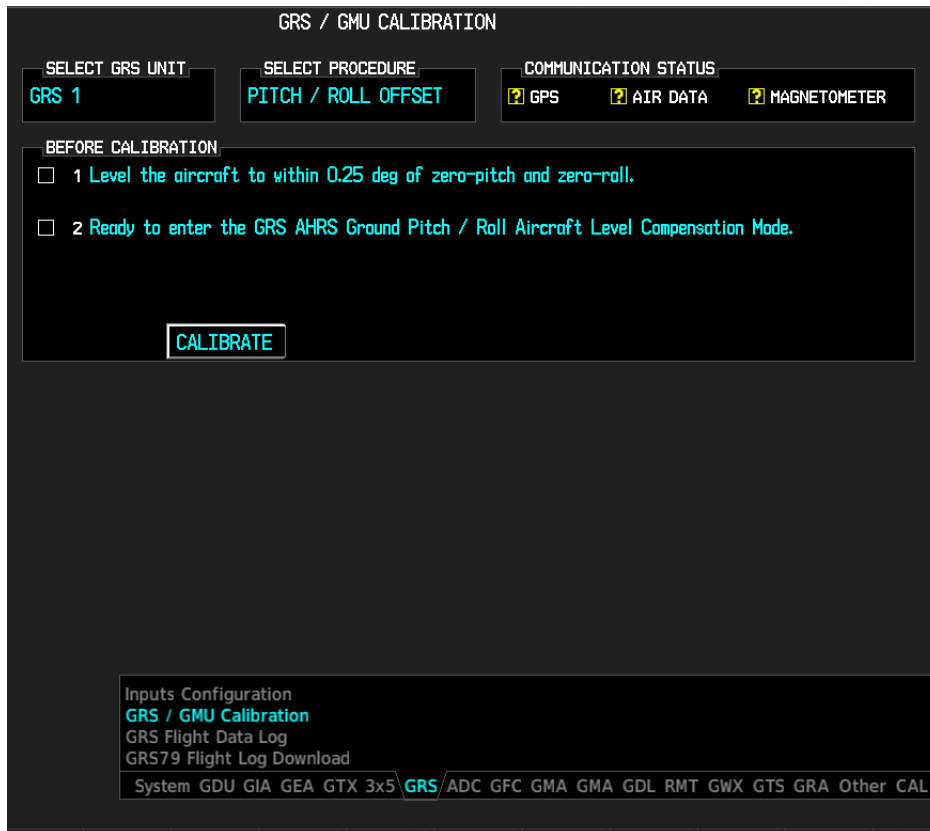 GRS / GMU CALIBRATION
SELECT GRS UNIT SELECT PROCEDURE COMMUNICATION STATUS
GRS 1 PITCH / ROLL OFFSET ? GPS ? AIR DATA ? MAGNETOMETER
BEFORE CALIBRATION
1 Level the aircraft to within 0.25 deg of zero-pitch and zero-roll.
2 Ready to enter the GRS AHRS Ground Pitch / Roll Aircraft Level Compensation Mode.
CALIBRATE
Inputs Configuration
GRS / GMU Calibration
GRS Flight Data Log
GRS79 Flight Log Download
System GDU GIA GEA GTX 3x5 GRS ADC GFC GMA GMA GDL RMT GWX GTS GRA Other CAL